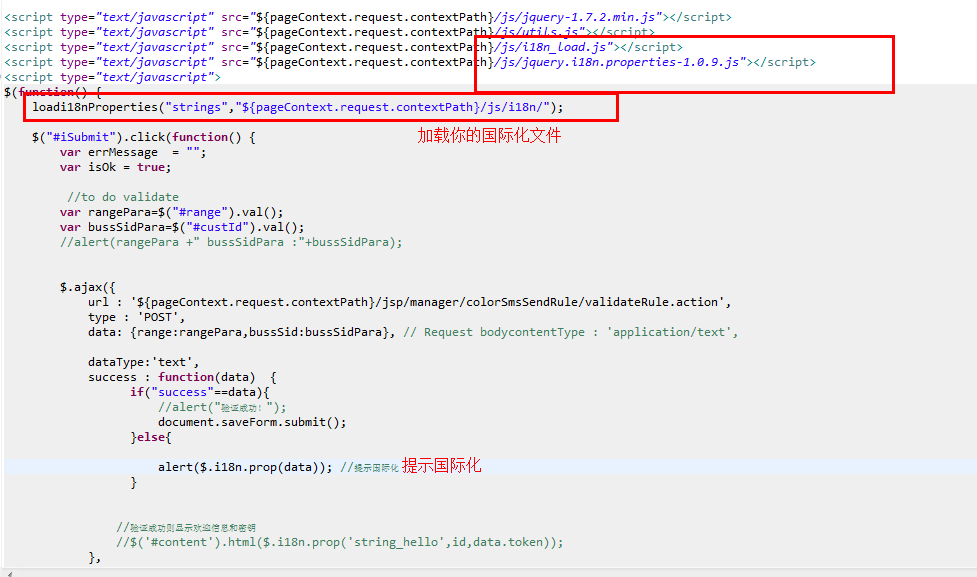 <script type="text/javascript" src="${pageContext.request.contextPath}/js/jquery-1.7.2.min.js"></script>
<script type="text/javascript" src="${pageContext.request.contextPath}/js/utils.js"></script>
<script type="text/javascript" src="${pageContext.request.contextPath}/js/i18n_load.js"></script>
<script type="text/javascript" src="${pageContext.request.contextPath}/js/jquery.i18n.properties-1.0.9.js"></script>
<script type="text/javascript">
$(function() {
loadi18nProperties("strings","${pageContext.request.contextPath}/js/i18n/");
加载你的国际化文件
$("#iSubmit").click(function() {
var errMessage  = "";
var isOk = true;
//to do validate
var rangePara=$("#range").val();
var bussSidPara=$("#custId").val();
//alert(rangePara +" bussSidPara :"+bussSidPara);
$.ajax({
url : '${pageContext.request.contextPath}/jsp/manager/colorSmsSendRule/validateRule.action',
type : 'POST',
data: {range:rangePara,bussSid:bussSidPara}, // Request bodycontentType : 'application/text',
dataType:'text',
success : function(data)  {
if("success"==data){
//alert("验证成功！");
document.saveForm.submit();
}else{
alert($.i18n.prop(data)); //提示国际化 提示国际化
}
//验证成功则显示欢迎信息和密钥
//$('#content').html($.i18n.prop('string_hello',id,data.token));
},